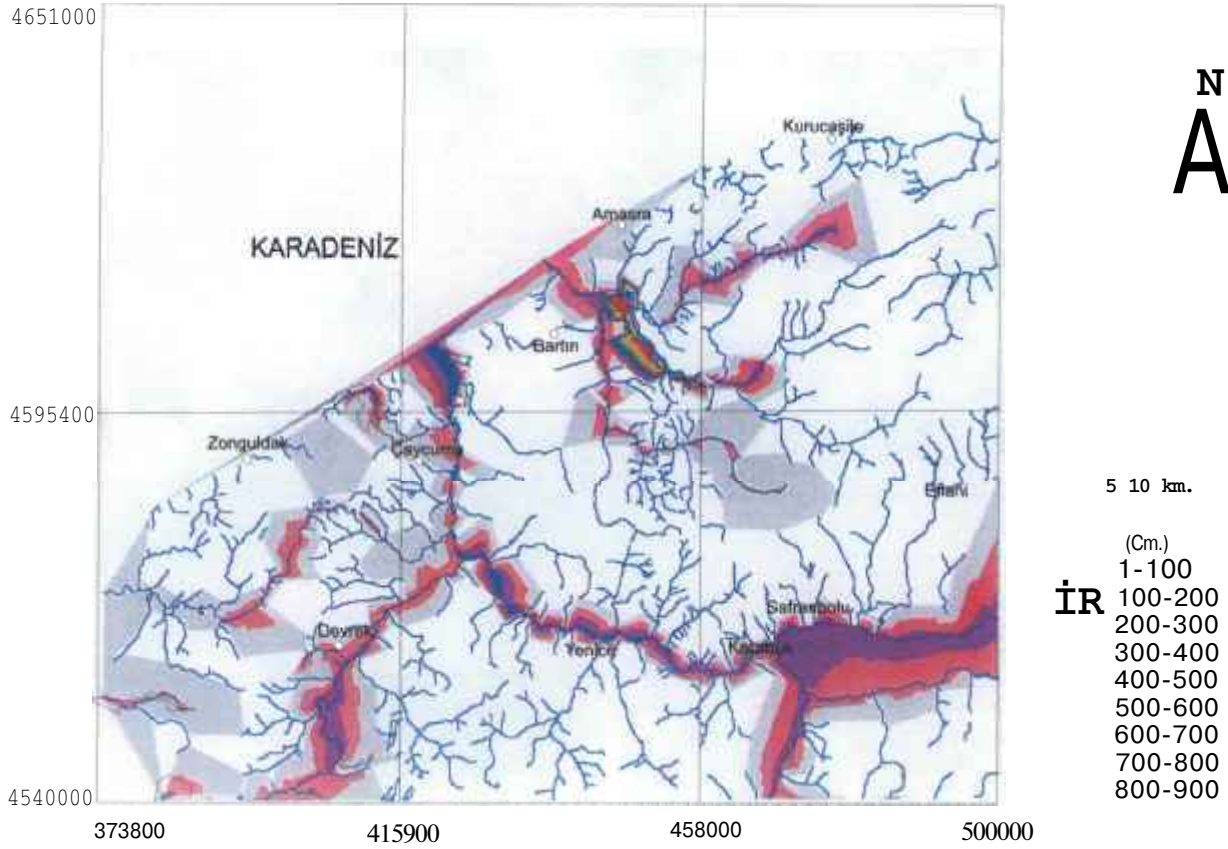 4651000
N
A
Kurucaşile
Amasra
KARADENİZ
Bartın
4595400
Zonguldak
Çaycuma
Eflani
5 10 km.
(Cm.)
1-100
İR
100-200
Safranbolu
200-300
Devrek
300-400
Yenice
Karabük
400-500
500-600
600-700
700-800
4540000
800-900
373800
415900
458000
500000